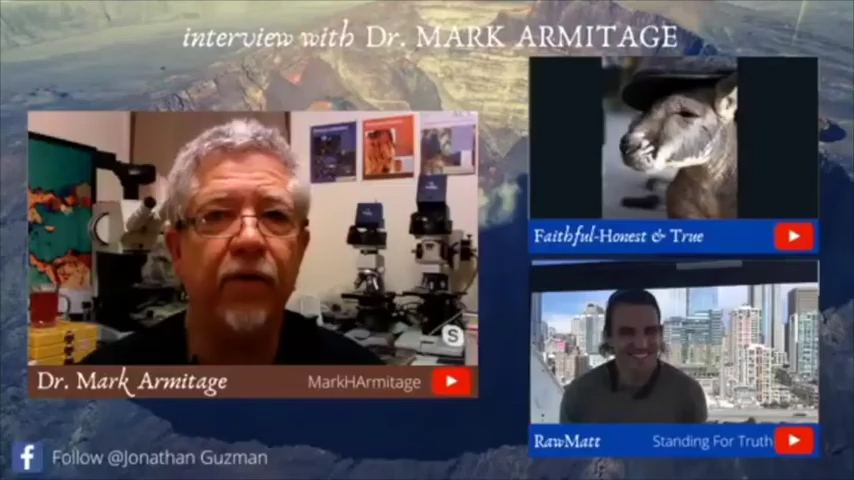 interview with Dr. MARK ARMITAGE
Faithful-Honest & True
Dr. Mark Armitage
MarkHArmitage
RawMatt
Standing For Truth
Follow @Jonathan Guzman